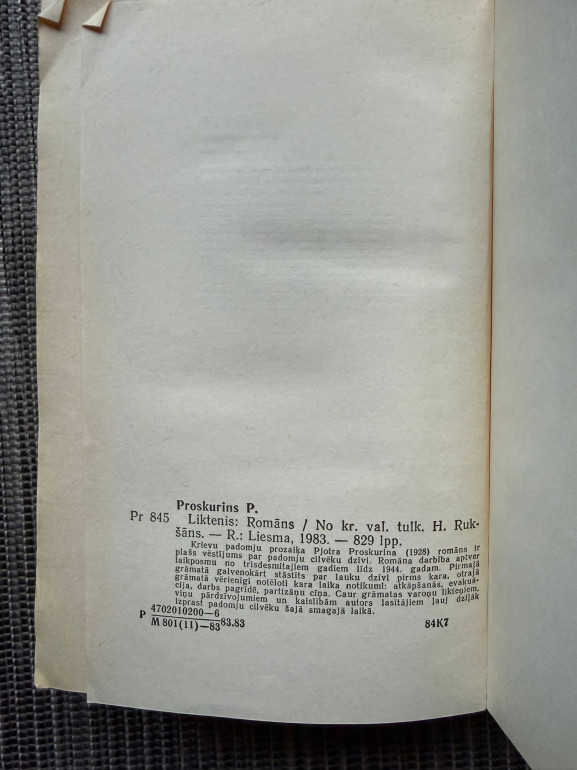 Proskurins P.
Pr 845 Liktenis: Romāns / No kr. val. tulk. H. Ruk-
šāns. — R.: Liesma, 1983. — 829 lpp.
Krievu padomju prozaiķa Pjotra Proskurina (1928) romāns ir
plašs vēstījums par padomju cilvēku dzīvi. Romāna darbība aptver
laikposmu no trīsdesmitajiem gadiem līdz 1944. gadam. Pirmajā
grāmatā galvenokārt stāstīts par lauku dzīvi pirms kara, otrajā
grāmatā vērienīgi notēloti kara laika notikumi: atkāpšanās, evakuā-
cija, darbs pagrīdē, partizāņu cīņa. Caur grāmatas varoņu likteņiem,
viņu pārdzīvojumiem un kaislībām autors lasītājiem ļauj dziļāk
izprast padomju cilvēku šajā smagajā laikā.
P 4702010200—6
M 801(11)—83 83.83 84K7